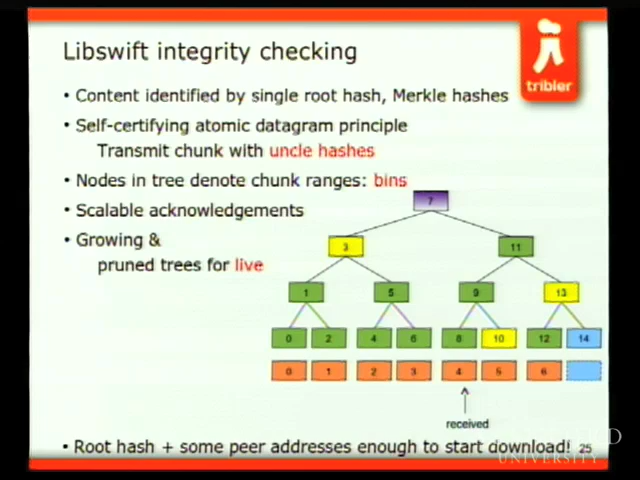 Libswift integrity checking
tribler
• Content identified by single root hash, Merkle hashes
• Self-certifying atomic datagram principle
Transmit chunk with uncle hashes
• Nodes in tree denote chunk ranges: bins
• Scalable acknowledgements
• Growing &
pruned trees for live
7
3 11
1 5 9 13
0 2 4 6 8 10 12 14
0 1 2 3 4 5 6
received
• Root hash + some peer addresses enough to start download! 25
UNIVERSITY